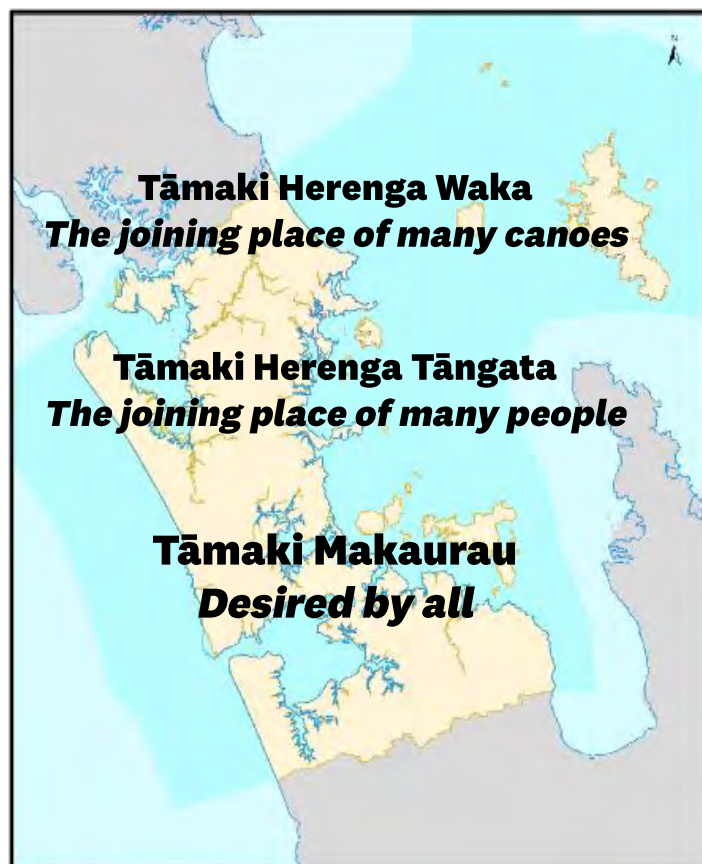 N
Tāmaki Herenga Waka
The joining place of many canoes
Tāmaki Herenga Tāngata
The joining place of many people
Tāmaki Makaurau
Desired by all